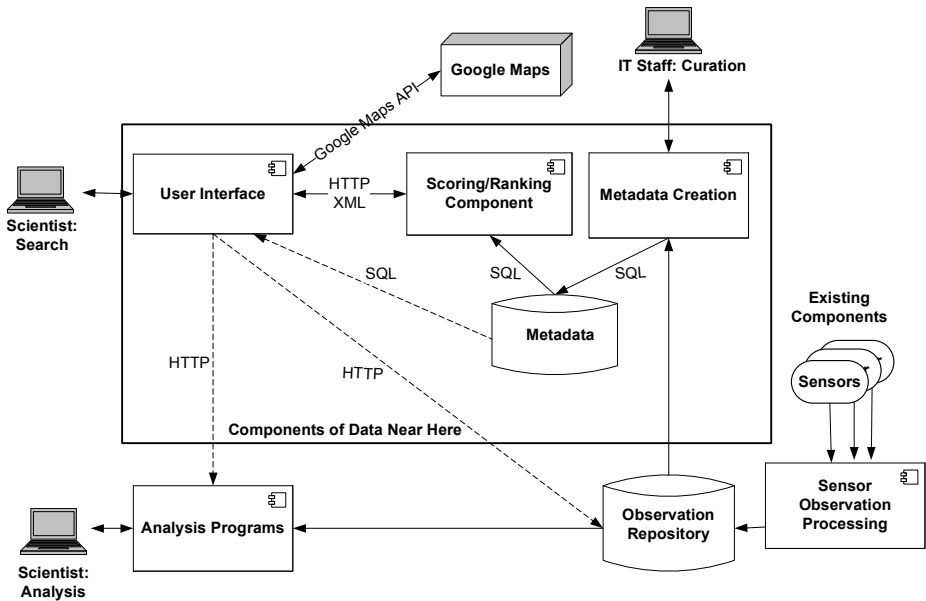 Google Maps
IT Staff: Curation
Google Maps API
User Interface
HTTP
XML
Scoring/Ranking
Component
Metadata Creation
Scientist:
Search
SQL
SQL
SQL
Metadada
Existing
Components
Sensors
HTTP
HTTP
Components of Data Near Here
Analysis Programs
Observation
Repository
Sensor
Observation
Processing
Scientist:
Analysis